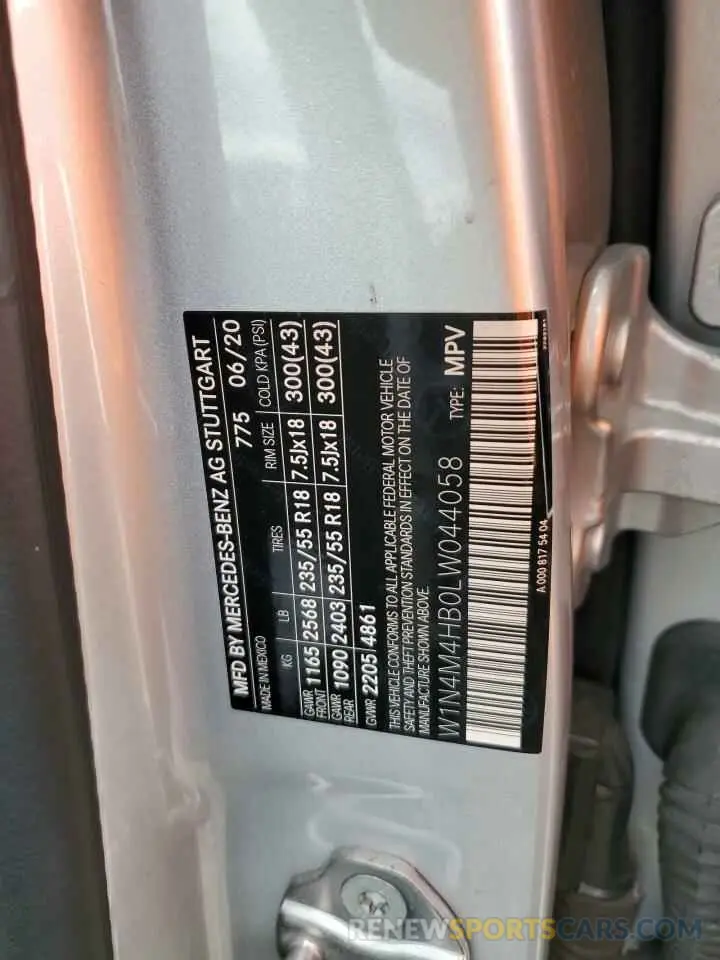 MFD BY MERCEDES-BENZ AG STUTTGART
MADE IN MEXICO 775 06/20
KG LB TIRES RIM SIZE COLD KPA (PSI)
GAWR FRONT 1165 2568 235/55 R18 7.5Jx18 300(43)
GAWR REAR 1090 2403 235/55 R18 7.5Jx18 300(43)
GVWR 2205 4861
THIS VEHICLE CONFORMS TO ALL APPLICABLE FEDERAL MOTOR VEHICLE
SAFETY AND THEFT PREVENTION STANDARDS IN EFFECT ON THE DATE OF
MANUFACTURE SHOWN ABOVE.
W1N4M4HB0LW044058 TYPE: MPV
A 000 817 54 04
RENEWSPORTSCARS.COM